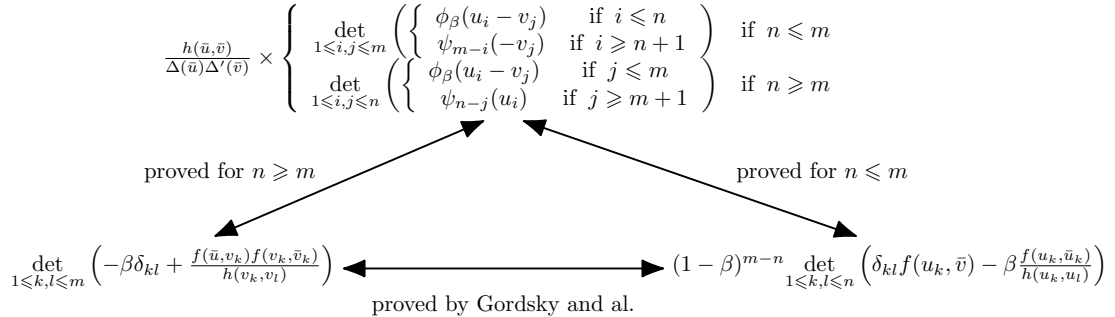 \frac{h(\bar{u},\bar{v})}{\Delta(\bar{u})\Delta'(\bar{v})} \times \begin{cases} \det_{1\leqslant i,j\leqslant m} \left( \begin{cases} \phi_\beta(u_i - v_j) & \text{if } i \leqslant n \\ \psi_{m-i}(-v_j) & \text{if } i \geqslant n+1 \end{cases} \right) & \text{if } n \leqslant m \\ \det_{1\leqslant i,j\leqslant n} \left( \begin{cases} \phi_\beta(u_i - v_j) & \text{if } j \leqslant m \\ \psi_{n-j}(u_i) & \text{if } j \geqslant m+1 \end{cases} \right) & \text{if } n \geqslant m \end{cases}
proved for n ⩾ m
proved for n ⩽ m
\det_{1\leqslant k,l\leqslant m} \left( -\beta\delta_{kl} + \frac{f(\bar{u},v_k)f(v_k,\bar{v}_k)}{h(v_k,v_l)} \right)
(1-\beta)^{m-n} \det_{1\leqslant k,l\leqslant n} \left( \delta_{kl} f(u_k,\bar{v}) - \beta \frac{f(u_k,\bar{u}_k)}{h(u_k,u_l)} \right)
proved by Gordsky and al.